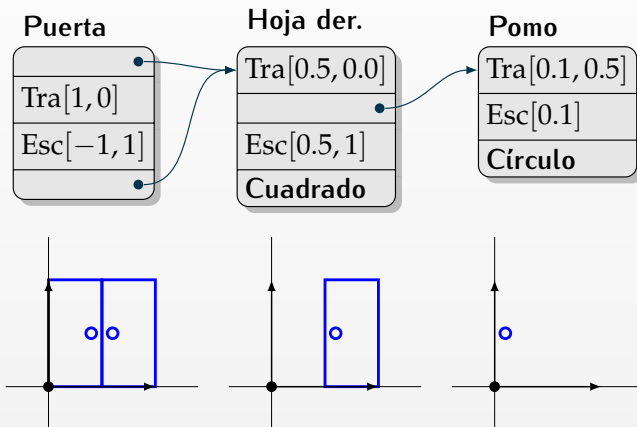 Puerta
Tra[1, 0]
Esc[−1, 1]
Hoja der.
Tra[0.5, 0.0]
Esc[0.5, 1]
Cuadrado
Pomo
Tra[0.1, 0.5]
Esc[0.1]
Círculo